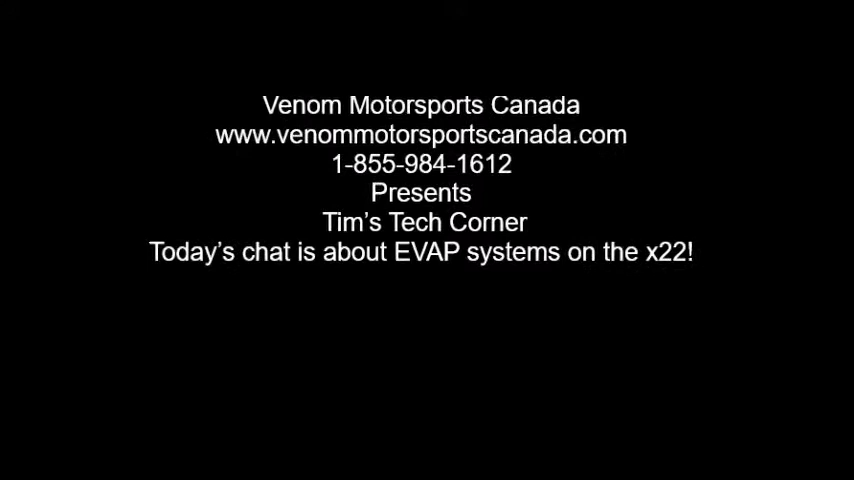 Venom Motorsports Canada
www.venommotorsportscanada.com
1-855-984-1612
Presents
Tim’s Tech Corner
Today’s chat is about EVAP systems on the x22!